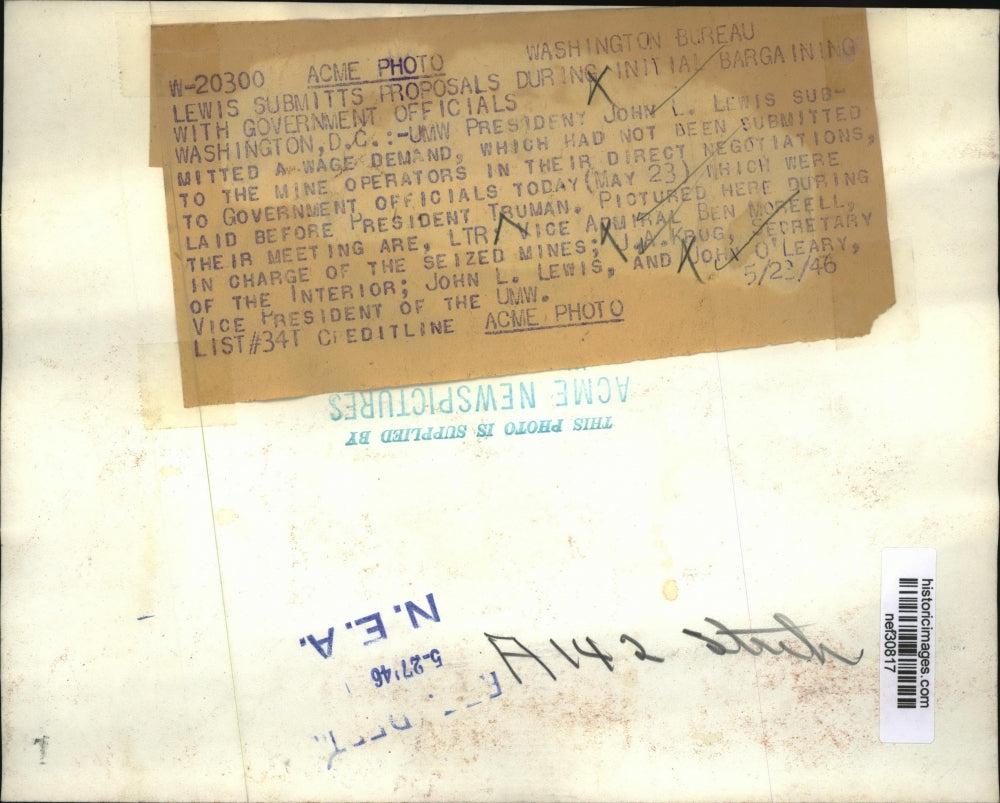 W-20300 ACME PHOTO WASHINGTON BUREAU
LEWIS SUBMITTS PROPOSALS DURING INITIAL BARGAINING
WITH GOVERNMENT OFFICIALS
WASHINGTON, D.C.:-UMW PRESIDENT JOHN L. LEWIS SUB-
MITTED A WAGE DEMAND, WHICH HAD NOT BEEN SUBMITTED
TO THE MINE OPERATORS IN THEIR DIRECT NEGOTIATIONS,
TO GOVERNMENT OFFICIALS TODAY (MAY 23) WHICH WERE
LAID BEFORE PRESIDENT TRUMAN. PICTURED HERE DURING
THEIR MEETING ARE, LTR, VICE ADMIRAL BEN MOREELL,
IN CHARGE OF THE SEIZED MINES; J.A. KRUG, SECRETARY
OF THE INTERIOR; JOHN L. LEWIS, AND JOHN O'LEARY,
VICE PRESIDENT OF THE UMW. 5/23/46
LIST#34T CREDITLINE ACME PHOTO
THIS PHOTO IS SUPPLIED BY
ACME NEWSPICTURES
N.E.A.
5-27'46
A 142
historicimages.com
nef30817